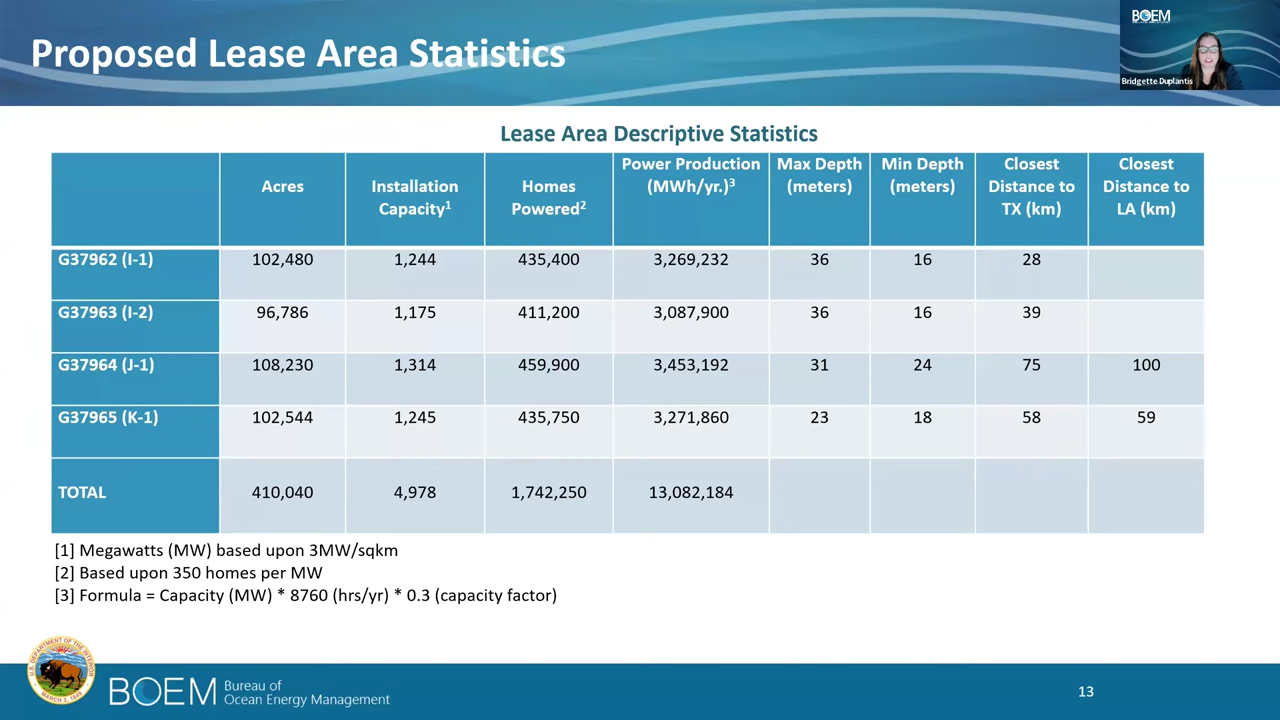 Proposed Lease Area Statistics
BOEM
Bridgette Duplantis
Lease Area Descriptive Statistics
Acres Installation Capacity1 Homes Powered2 Power Production (MWh/yr.)3 Max Depth (meters) Min Depth (meters) Closest Distance to TX (km) Closest Distance to LA (km)
G37962 (I-1) 102,480 1,244 435,400 3,269,232 36 16 28
G37963 (I-2) 96,786 1,175 411,200 3,087,900 36 16 39
G37964 (J-1) 108,230 1,314 459,900 3,453,192 31 24 75 100
G37965 (K-1) 102,544 1,245 435,750 3,271,860 23 18 58 59
TOTAL 410,040 4,978 1,742,250 13,082,184
[1] Megawatts (MW) based upon 3MW/sqkm
[2] Based upon 350 homes per MW
[3] Formula = Capacity (MW) * 8760 (hrs/yr) * 0.3 (capacity factor)
U.S. DEPARTMENT OF THE INTERIOR
MARCH 3, 1849
BOEM
Bureau of
Ocean Energy Management
13